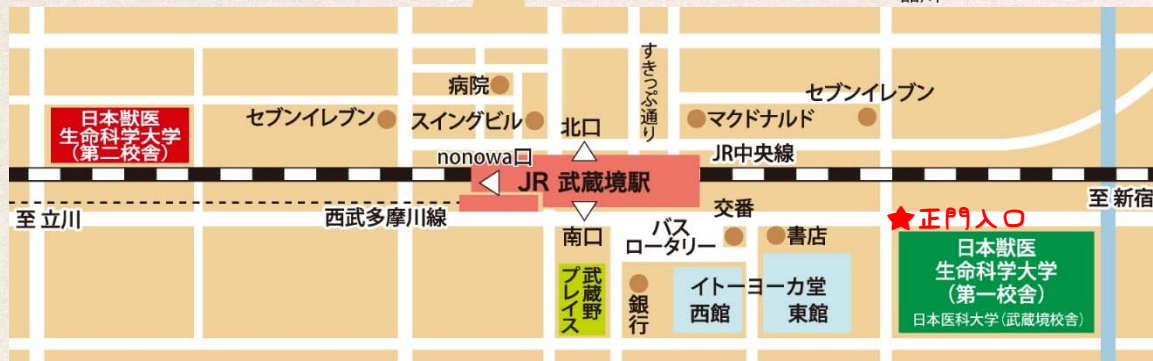 すきっぷ通り
病院
セブンイレブン
日本獣医
生命科学大学
(第二校舎)
セブンイレブン
スイングビル
北口
マクドナルド
nonowa口
JR中央線
JR 武蔵境駅
至 立川
西武多摩川線
至 新宿
南口
バス
ロータリー
交番
書店
★正門入口
武蔵野
プレイス
銀行
イトーヨーカ堂
西館
東館
日本獣医
生命科学大学
(第一校舎)
日本医科大学(武蔵境校舎)